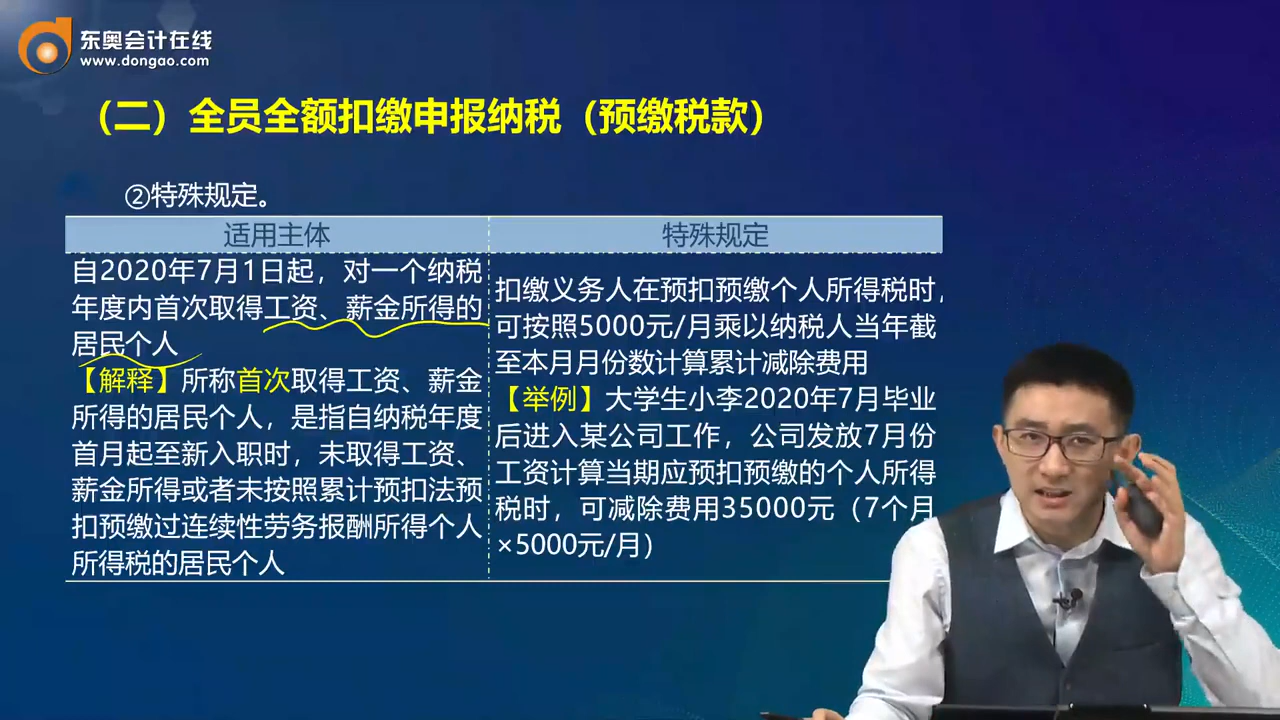 东奥会计在线
www.dongao.com
（二）全员全额扣缴申报纳税（预缴税款）
②特殊规定。
适用主体
特殊规定
自2020年7月1日起，对一个纳税
年度内首次取得工资、薪金所得的
居民个人
【解释】所称首次取得工资、薪金
所得的居民个人，是指自纳税年度
首月起至新入职时，未取得工资、
薪金所得或者未按照累计预扣法预
扣预缴过连续性劳务报酬所得个人
所得税的居民个人
扣缴义务人在预扣预缴个人所得税时，
可按照5000元/月乘以纳税人当年截
至本月月份数计算累计减除费用
【举例】大学生小李2020年7月毕业
后进入某公司工作，公司发放7月份
工资计算当期应预扣预缴的个人所得
税时，可减除费用35000元（7个月
×5000元/月）